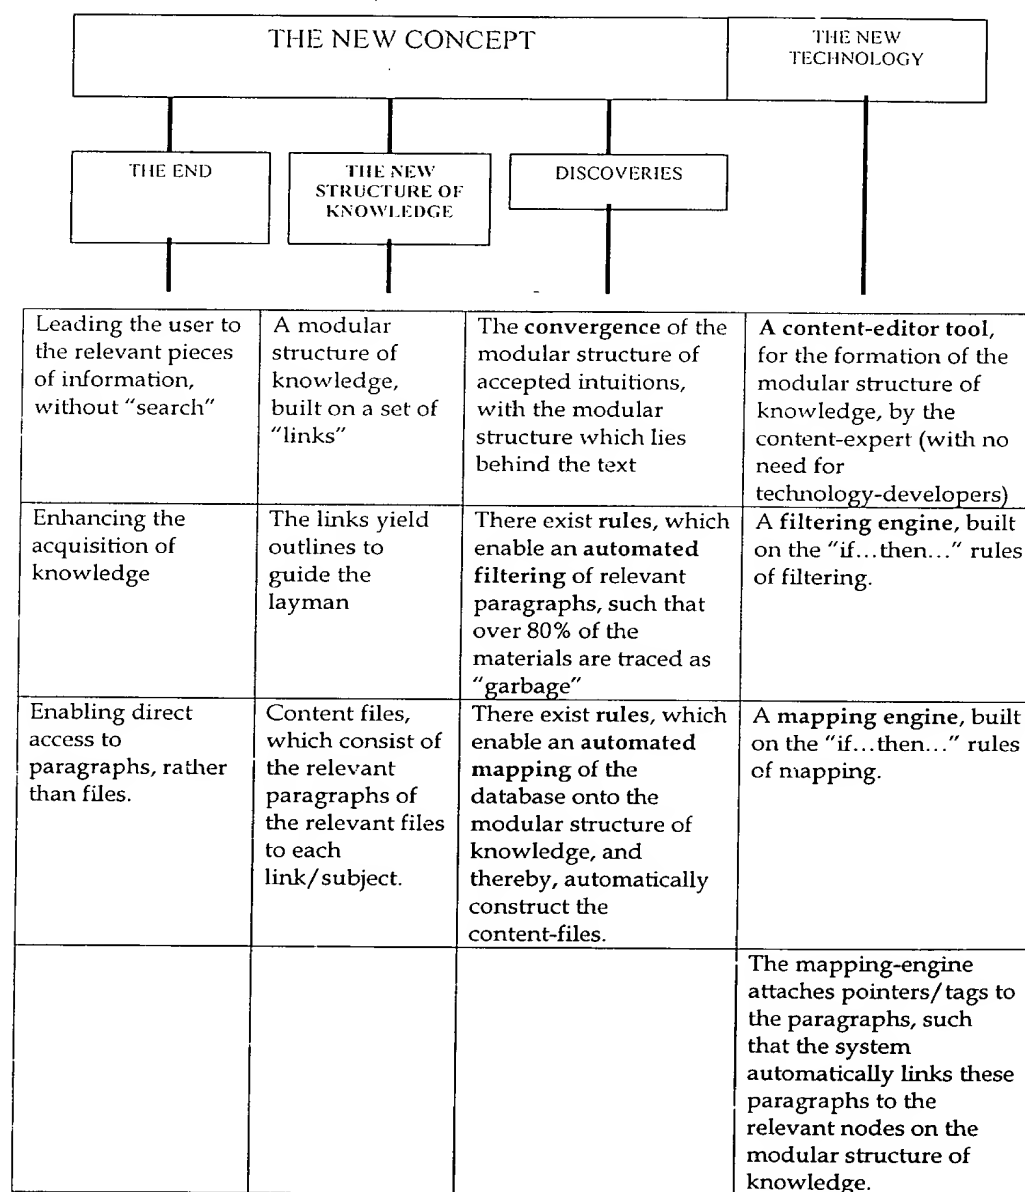 THE NEW CONCEPT
THE NEW
TECHNOLOGY
THE END
THE NEW
STRUCTURE OF
KNOWLEDGE
DISCOVERIES
Leading the user to
the relevant pieces
of information,
without "search"
A modular
structure of
knowledge,
built on a set of
"links"
The convergence of the
modular structure of
accepted intuitions,
with the modular
structure which lies
behind the text
A content-editor tool,
for the formation of the
modular structure of
knowledge, by the
content-expert (with no
need for
technology-developers)
Enhancing the
acquisition of
knowledge
The links yield
outlines to
guide the
layman
There exist rules, which
enable an automated
filtering of relevant
paragraphs, such that
over 80% of the
materials are traced as
"garbage"
A filtering engine, built
on the "if...then..." rules
of filtering.
Enabling direct
access to
paragraphs, rather
than files.
Content files,
which consist of
the relevant
paragraphs of
the relevant files
to each
link/subject.
There exist rules, which
enable an automated
mapping of the
database onto the
modular structure of
knowledge, and
thereby, automatically
construct the
content-files.
A mapping engine, built
on the "if...then..." rules
of mapping.
The mapping-engine
attaches pointers/tags to
the paragraphs, such
that the system
automatically links these
paragraphs to the
relevant nodes on the
modular structure of
knowledge.